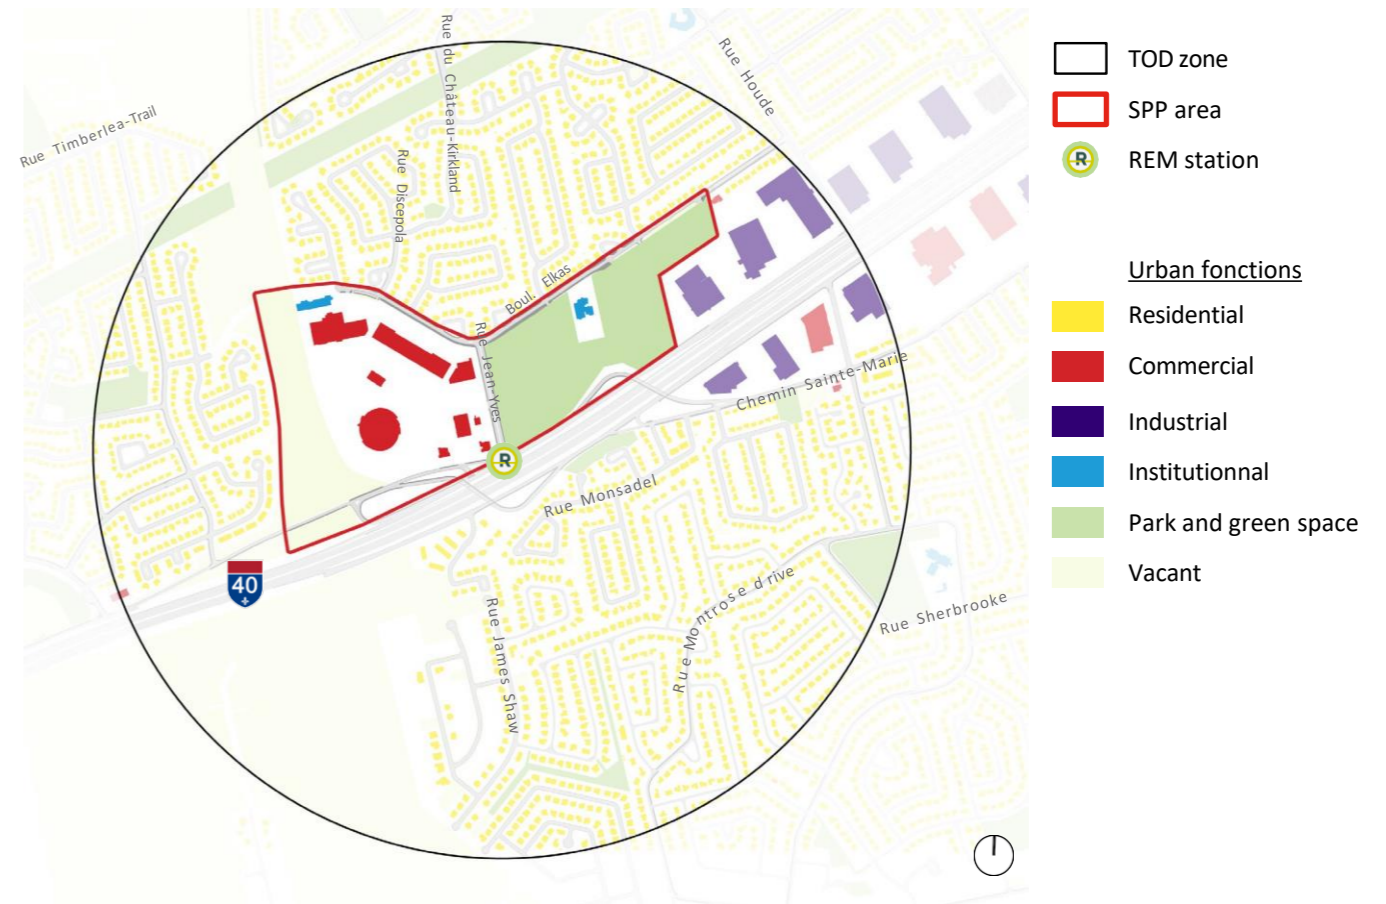 Rue du Château-Kirkland
Rue Houde
Rue Timberlea-Trail
Rue Discepola
Boul. Elkas
Rue Jean-Yves
Chemin Sainte-Marie
R
Rue Monsadel
40
Rue Montrose drive
Rue James Shaw
Rue Sherbrooke
TOD zone
SPP area
R
REM station
Urban fonctions
Residential
Commercial
Industrial
Institutionnal
Park and green space
Vacant